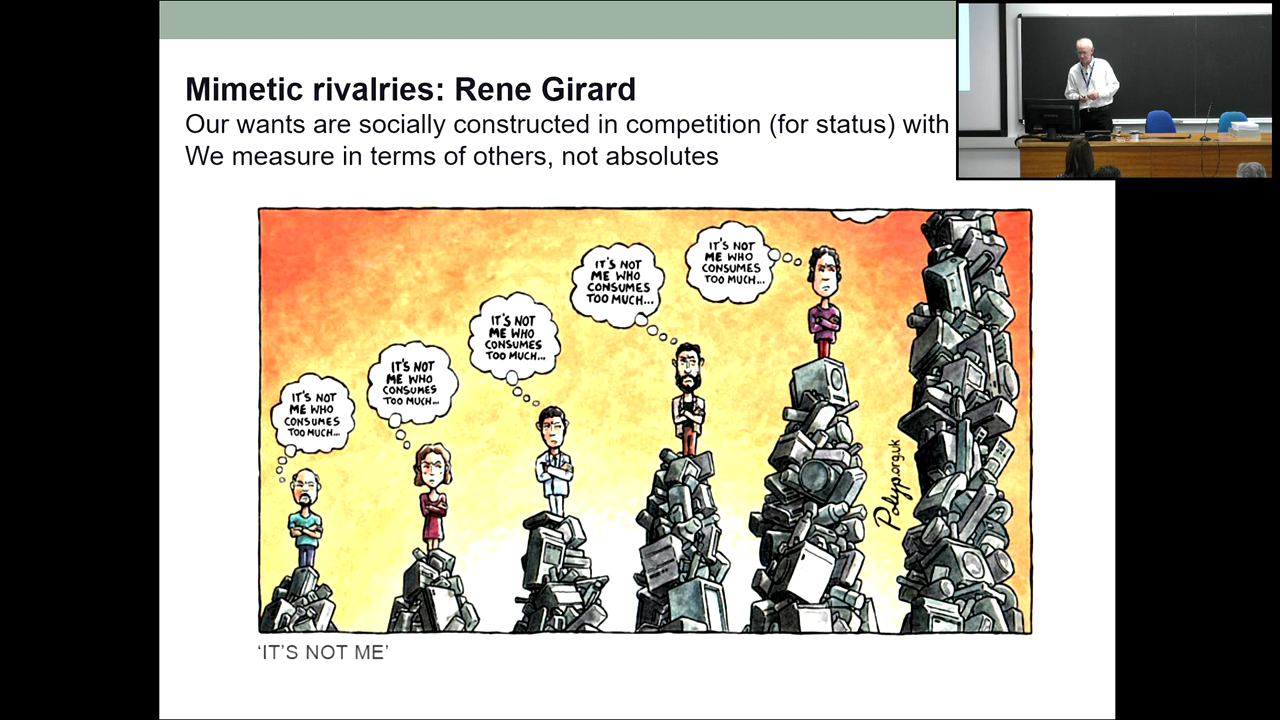 Mimetic rivalries: Rene Girard
Our wants are socially constructed in competition (for status) with
We measure in terms of others, not absolutes
IT'S NOT
ME WHO
CONSUMES
TOO MUCH...
IT'S NOT
ME WHO
CONSUMES
TOO MUCH...
IT'S NOT
ME WHO
CONSUMES
TOO MUCH...
IT'S NOT
ME WHO
CONSUMES
TOO MUCH...
IT'S NOT
ME WHO
CONSUMES
TOO MUCH...
Polyp.org.uk
‘IT’S NOT ME’